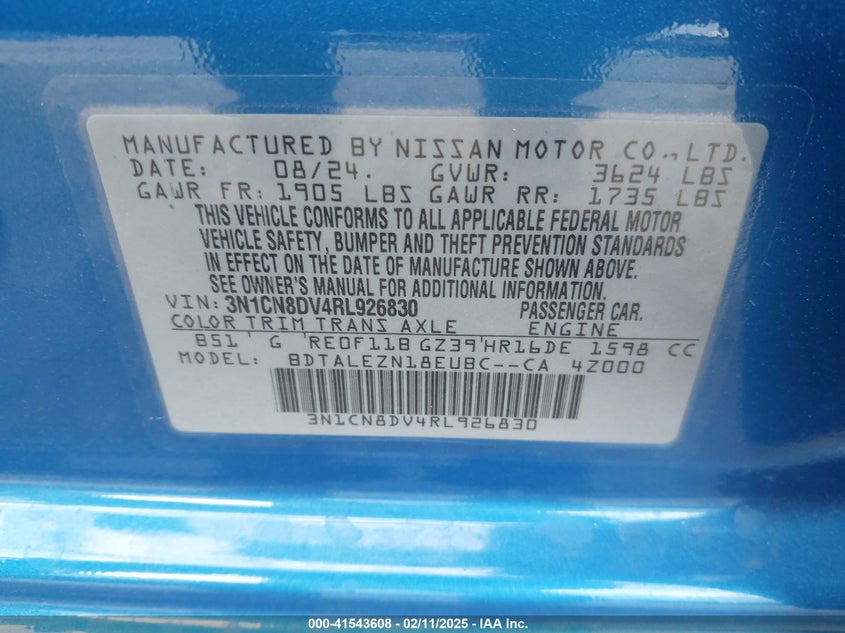 MANUFACTURED BY NISSAN MOTOR CO., LTD.
DATE: 08/24. GVWR: 3624 LBS
GAWR FR: 1905 LBS GAWR RR: 1735 LBS
THIS VEHICLE CONFORMS TO ALL APPLICABLE FEDERAL MOTOR
VEHICLE SAFETY, BUMPER AND THEFT PREVENTION STANDARDS
IN EFFECT ON THE DATE OF MANUFACTURE SHOWN ABOVE.
SEE OWNER'S MANUAL FOR ADDITIONAL INFORMATION.
VIN: 3N1CN8DV4RL926830 PASSENGER CAR.
COLOR TRIM TRANS AXLE ENGINE
B51 G RE0F11B GZ39 HR16DE 1598 CC
MODEL: BDTALEZN18EUBC--CA 4Z000
3N1CN8DV4RL926830
000-41543608 - 02/11/2025 - IAA Inc.